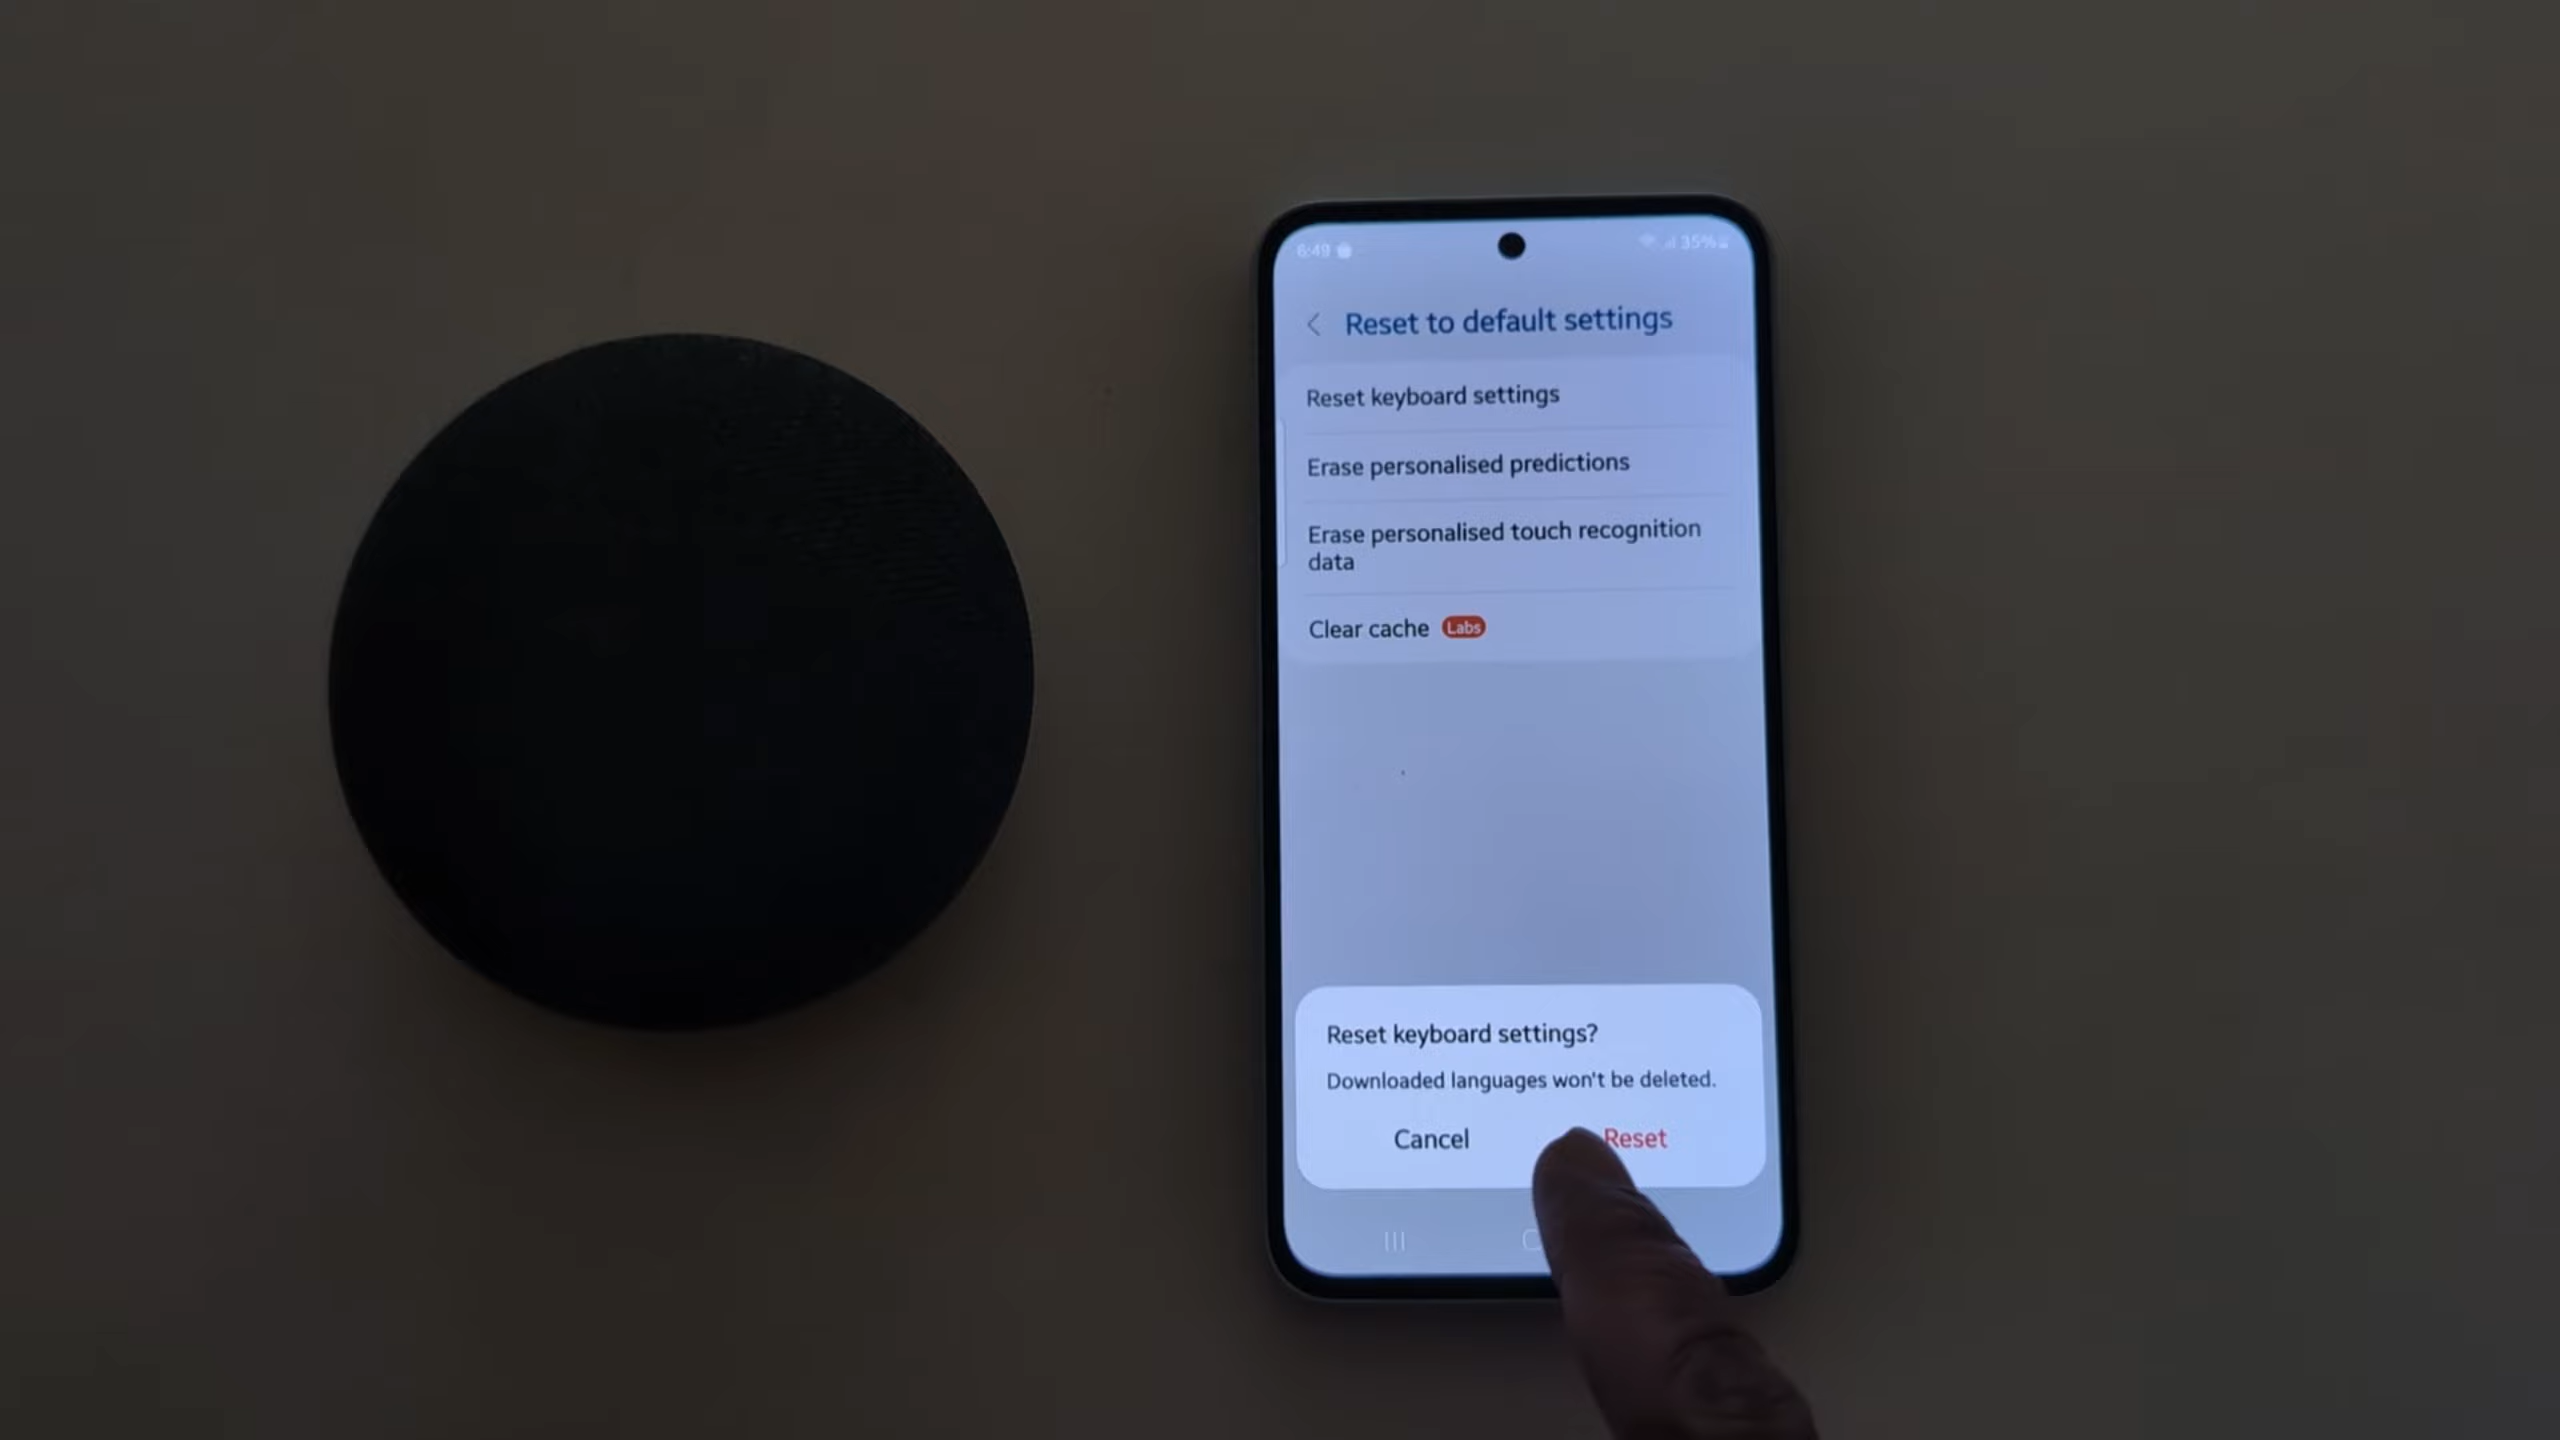 6:49
35%
Reset to default settings
Reset keyboard settings
Erase personalised predictions
Erase personalised touch recognition
data
Clear cache Labs
Reset keyboard settings?
Downloaded languages won't be deleted.
Cancel Reset